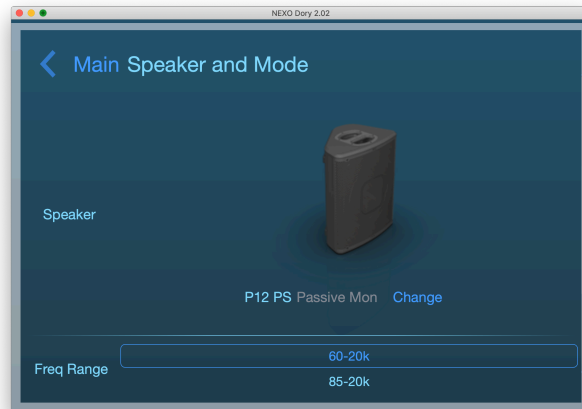 NEXO Dory 2.02
Main Speaker and Mode
Speaker
P12 PS Passive Mon Change
Freq Range
60-20k
85-20k